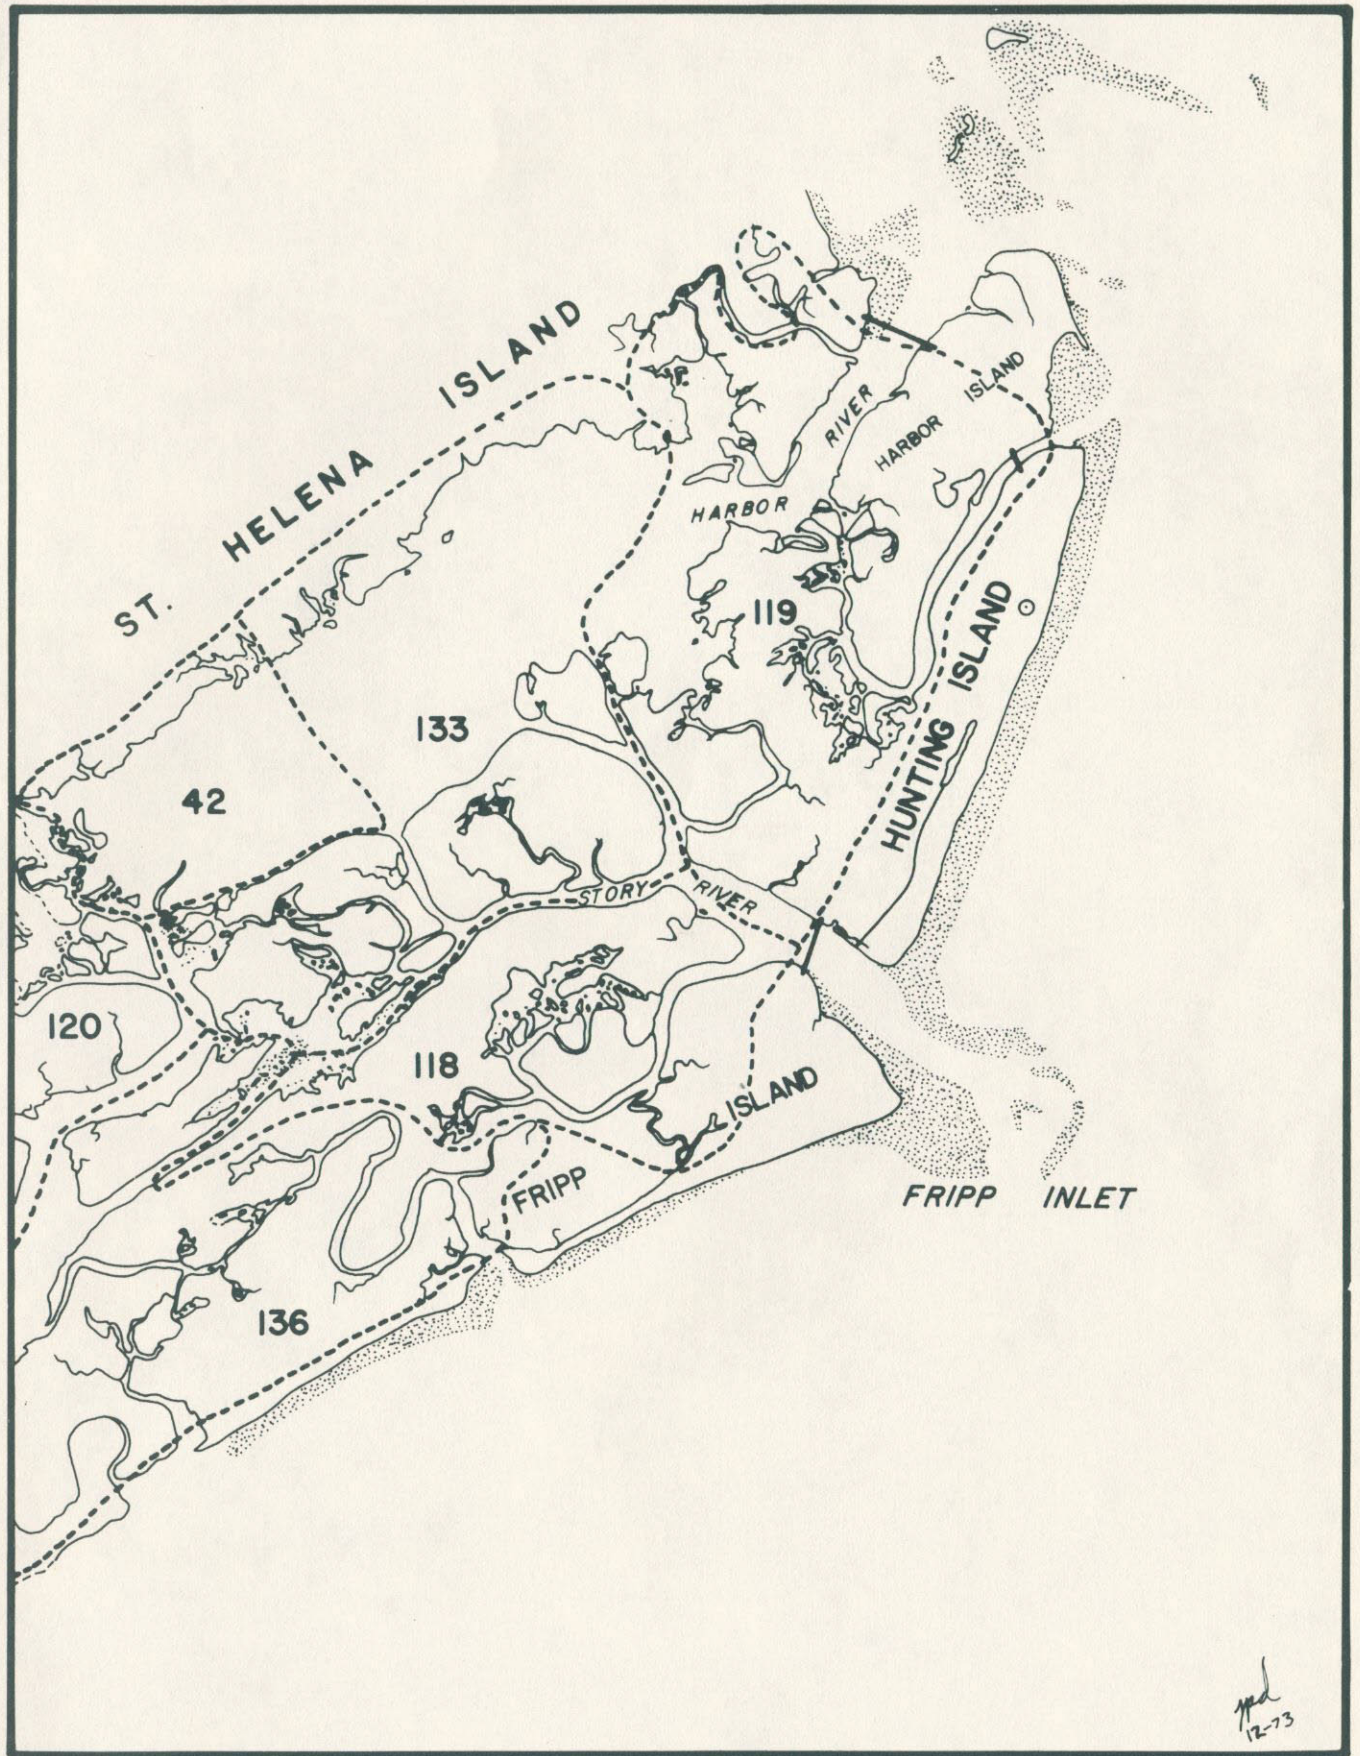 ST. HELENA ISLAND
RIVER
HARBOR ISLAND
HARBOR
119
HUNTING ISLAND
133
42
STORY RIVER
120
118
FRIPP ISLAND
FRIPP INLET
136
12-73